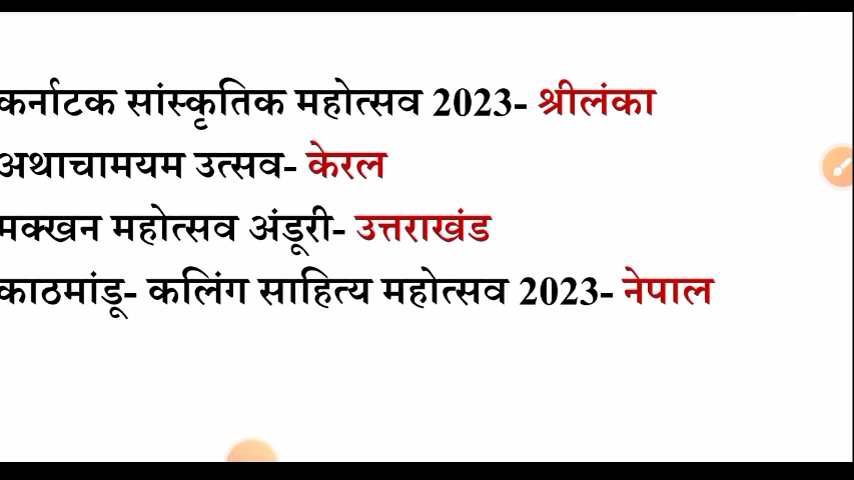 कर्नाटक सांस्कृतिक महोत्सव 2023- श्रीलंका
अथाचामयम उत्सव- केरल
मक्खन महोत्सव अंडूरी- उत्तराखंड
काठमांडू- कलिंग साहित्य महोत्सव 2023- नेपाल